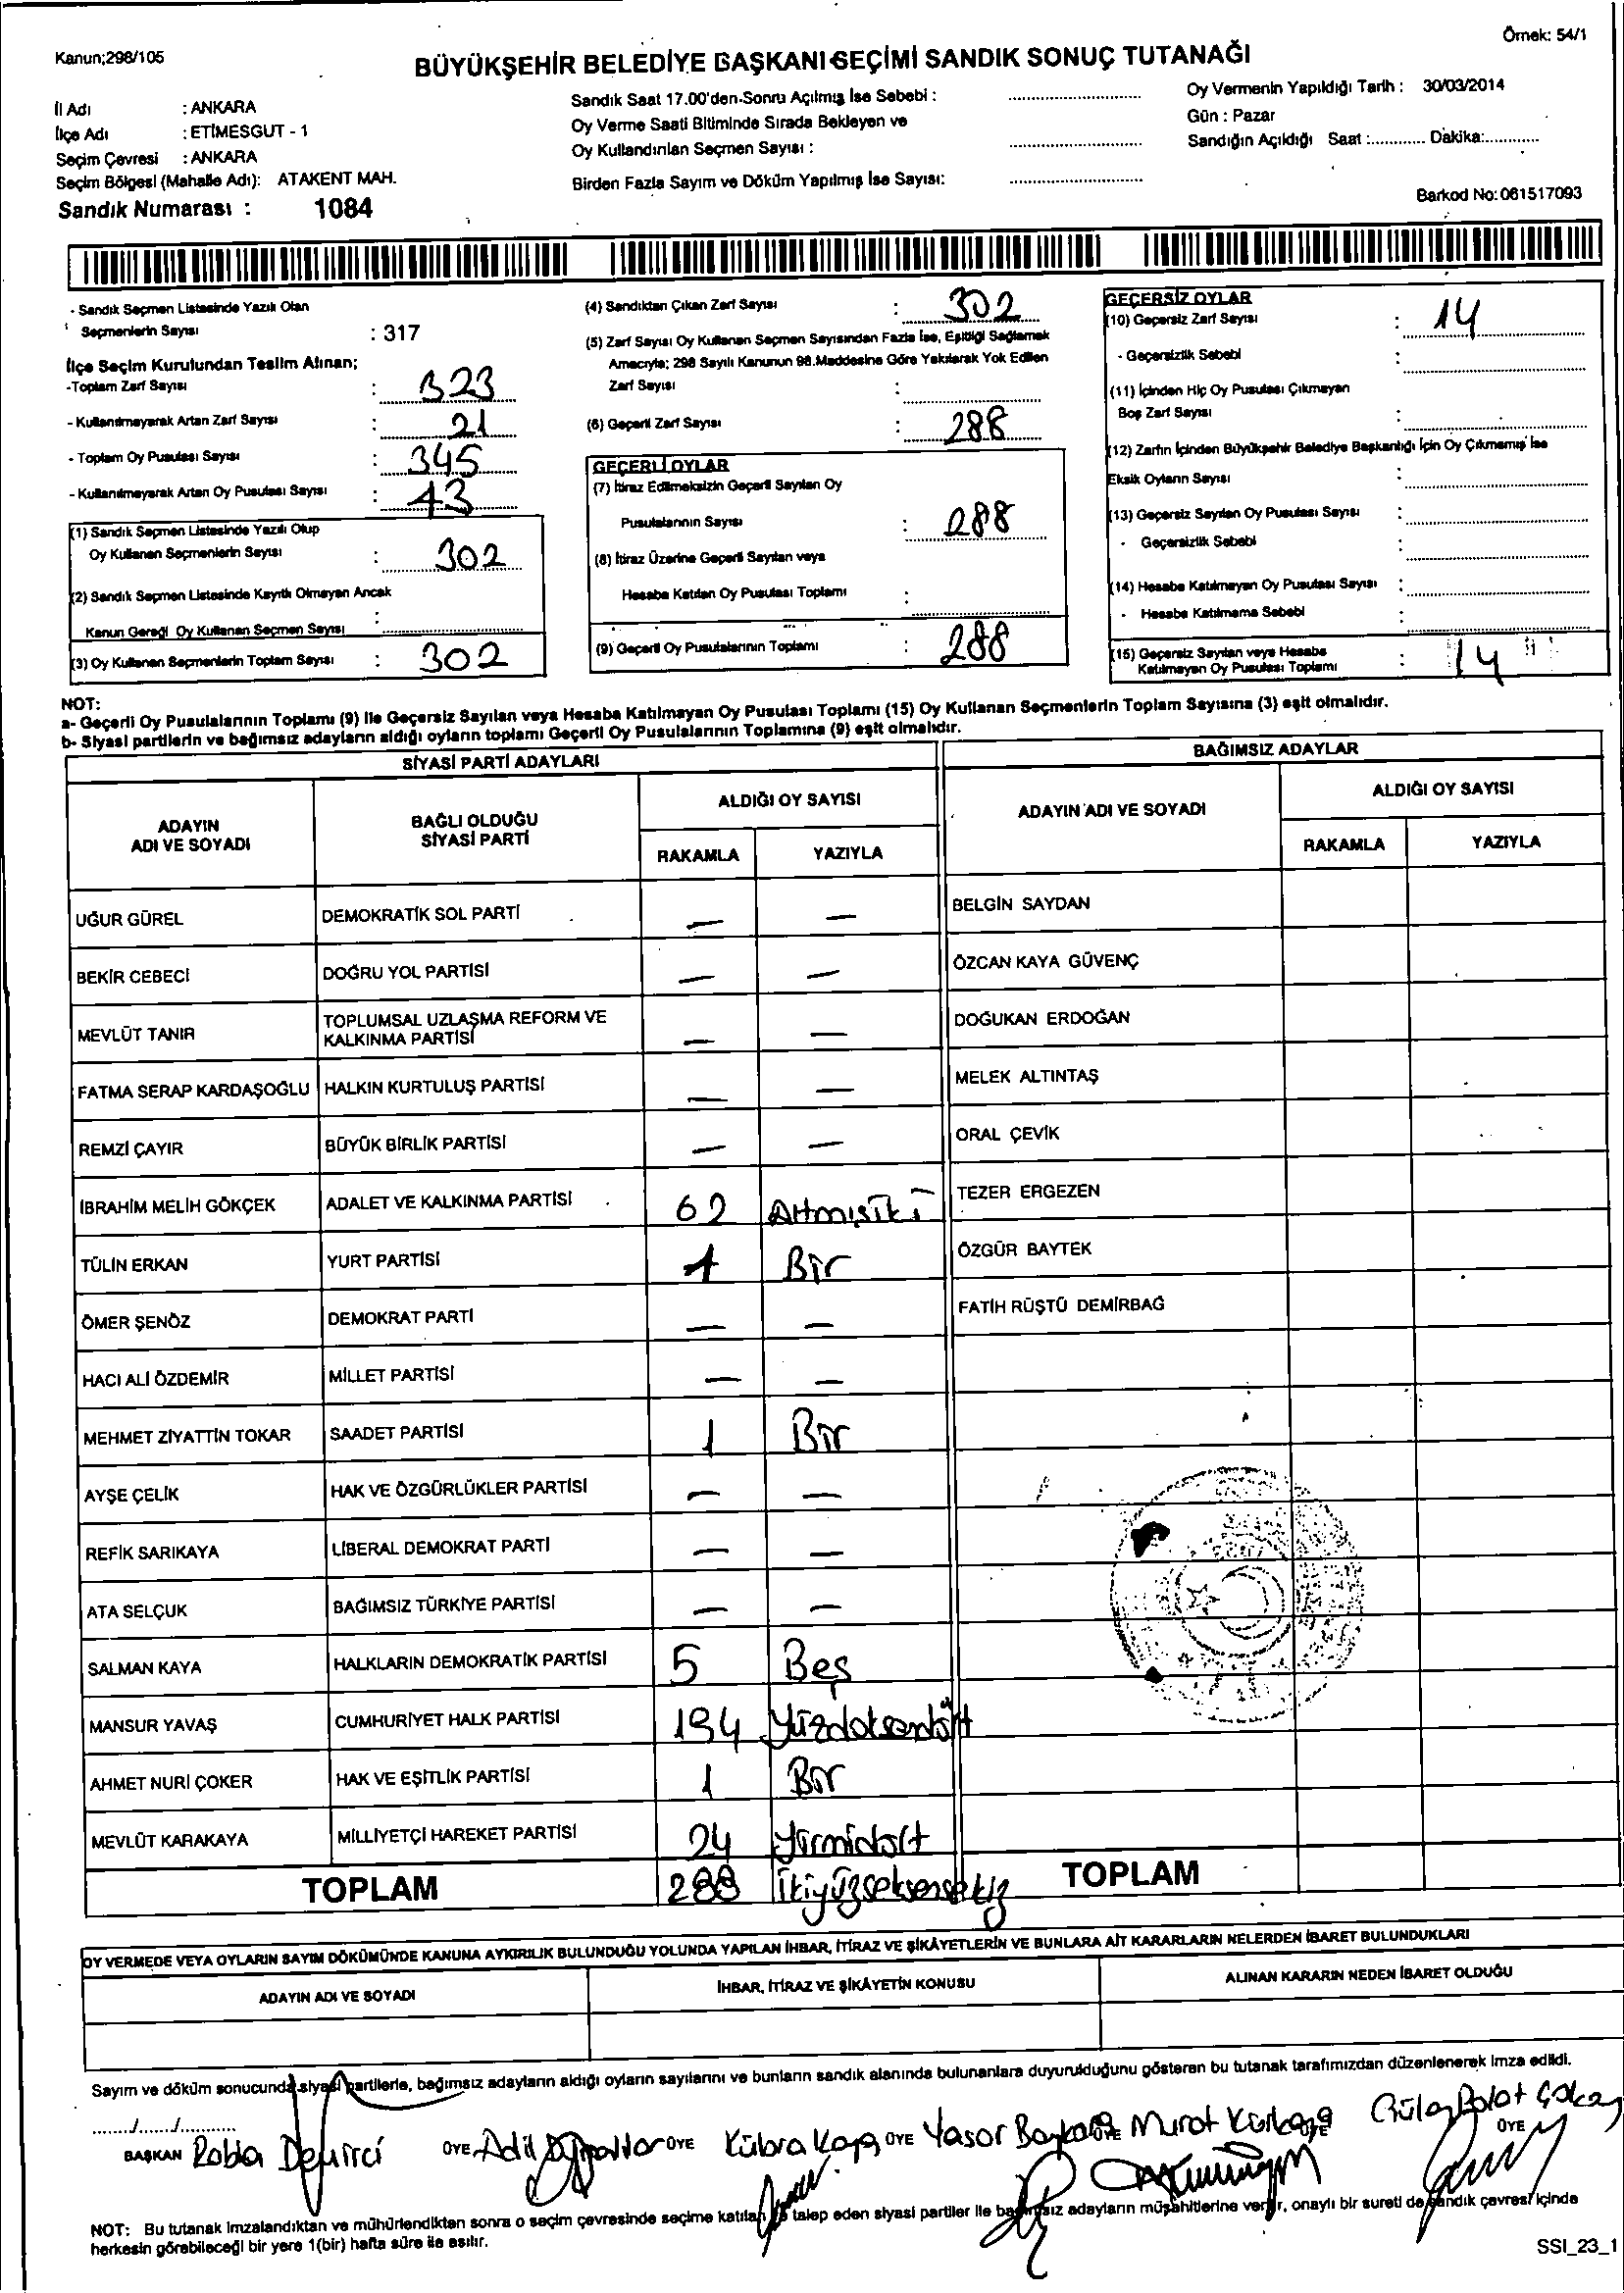 Kanun;298/105
Örnek: 54/1
BÜYÜKŞEHİR BELEDİYE BAŞKANI SEÇİMİ SANDIK SONUÇ TUTANAĞI
İl Adı : ANKARA
İlçe Adı : ETİMESGUT - 1
Seçim Çevresi : ANKARA
Seçim Bölgesi (Mahalle Adı): ATAKENT MAH.
Sandık Numarası : 1084
Sandık Saat 17.00'den Sonra Açılmış İse Sebebi :
Oy Verme Saati Bitiminde Sırada Bekleyen ve
Oy Kullandırılan Seçmen Sayısı :
Birden Fazla Sayım ve Döküm Yapılmış İse Sayısı:
Oy Vermenin Yapıldığı Tarih : 30/03/2014
Gün : Pazar
Sandığın Açıldığı Saat :............ Dakika:............
Barkod No: 061517093
- Sandık Seçmen Listesinde Yazılı Olan
Seçmenlerin Sayısı : 317
İlçe Seçim Kurulundan Teslim Alınan;
-Toplam Zarf Sayısı : 323
- Kullanılmayarak Artan Zarf Sayısı : 21
- Toplam Oy Pusulası Sayısı : 345
- Kullanılmayarak Artan Oy Pusulası Sayısı : 43
(1) Sandık Seçmen Listesinde Yazılı Olup
Oy Kullanan Seçmenlerin Sayısı : 302
(2) Sandık Seçmen Listesinde Kayıtlı Olmayan Ancak
Kanun Gereği Oy Kullanan Seçmen Sayısı :
(3) Oy Kullanan Seçmenlerin Toplam Sayısı : 302
(4) Sandıktan Çıkan Zarf Sayısı : 302
(5) Zarf Sayısı Oy Kullanan Seçmen Sayısından Fazla İse, Eşitliği Sağlamak
Amacıyla; 298 Sayılı Kanunun 98.Maddesine Göre Yakılarak Yok Edilen
Zarf Sayısı :
(6) Geçerli Zarf Sayısı : 288
GEÇERLİ OYLAR
(7) İtiraz Edilmeksizin Geçerli Sayılan Oy
Pusulalarının Sayısı : 288
(8) İtiraz Üzerine Geçerli Sayılan veya
Hesaba Katılan Oy Pusulası Toplamı :
(9) Geçerli Oy Pusulalarının Toplamı : 288
GEÇERSİZ OYLAR
(10) Geçersiz Zarf Sayısı : 14
- Geçersizlik Sebebi :
(11) İçinden Hiç Oy Pusulası Çıkmayan
Boş Zarf Sayısı :
(12) Zarfın İçinden Büyükşehir Belediye Başkanlığı İçin Oy Çıkmamış İse
Eksik Oyların Sayısı :
(13) Geçersiz Sayılan Oy Pusulası Sayısı :
- Geçersizlik Sebebi :
(14) Hesaba Katılmayan Oy Pusulası Sayısı :
- Hesaba Katılmama Sebebi :
(15) Geçersiz Sayılan veya Hesaba
Katılmayan Oy Pusulası Toplamı : 14
NOT:
a- Geçerli Oy Pusulalarının Toplamı (9) ile Geçersiz Sayılan veya Hesaba Katılmayan Oy Pusulası Toplamı (15) Oy Kullanan Seçmenlerin Toplam Sayısına (3) eşit olmalıdır.
b- Siyasi partilerin ve bağımsız adayların aldığı oyların toplamı Geçerli Oy Pusulalarının Toplamına (9) eşit olmalıdır.
SİYASİ PARTİ ADAYLARI
ADAYIN ADI VE SOYADI
BAĞLI OLDUĞU SİYASİ PARTİ
ALDIĞI OY SAYISI
RAKAMLA YAZIYLA
UĞUR GÜREL DEMOKRATİK SOL PARTİ — —
BEKİR CEBECİ DOĞRU YOL PARTİSİ — —
MEVLÜT TANIR TOPLUMSAL UZLAŞMA REFORM VE KALKINMA PARTİSİ — —
FATMA SERAP KARDAŞOĞLU HALKIN KURTULUŞ PARTİSİ — —
REMZİ ÇAYIR BÜYÜK BİRLİK PARTİSİ — —
İBRAHİM MELİH GÖKÇEK ADALET VE KALKINMA PARTİSİ 62 Altmışiki
TÜLİN ERKAN YURT PARTİSİ 1 Bir
ÖMER ŞENÖZ DEMOKRAT PARTİ — —
HACI ALİ ÖZDEMİR MİLLET PARTİSİ — —
MEHMET ZİYATTİN TOKAR SAADET PARTİSİ 1 Bir
AYŞE ÇELİK HAK VE ÖZGÜRLÜKLER PARTİSİ — —
REFİK SARIKAYA LİBERAL DEMOKRAT PARTİ — —
ATA SELÇUK BAĞIMSIZ TÜRKİYE PARTİSİ — —
SALMAN KAYA HALKLARIN DEMOKRATİK PARTİSİ 5 Beş
MANSUR YAVAŞ CUMHURİYET HALK PARTİSİ 194 Yüzdoksandört
AHMET NURİ ÇOKER HAK VE EŞİTLİK PARTİSİ 1 Bir
MEVLÜT KARAKAYA MİLLİYETÇİ HAREKET PARTİSİ 24 Yirmidört
TOPLAM 288 İkiyüzseksensekiz
BAĞIMSIZ ADAYLAR
ADAYIN ADI VE SOYADI
ALDIĞI OY SAYISI
RAKAMLA YAZIYLA
BELGİN SAYDAN
ÖZCAN KAYA GÜVENÇ
DOĞUKAN ERDOĞAN
MELEK ALTINTAŞ
ORAL ÇEVİK
TEZER ERGEZEN
ÖZGÜR BAYTEK
FATİH RÜŞTÜ DEMİRBAĞ
TOPLAM
OY VERMEDE VEYA OYLARIN SAYIM DÖKÜMÜNDE KANUNA AYKIRILIK BULUNDUĞU YOLUNDA YAPILAN İHBAR, İTİRAZ VE ŞİKÂYETLERİN VE BUNLARA AİT KARARLARIN NELERDEN İBARET BULUNDUKLARI
ADAYIN ADI VE SOYADI
İHBAR, İTİRAZ VE ŞİKÂYETİN KONUSU
ALINAN KARARIN NEDEN İBARET OLDUĞU
Sayım ve döküm sonucunda siyasi partilerle, bağımsız adayların aldığı oyların sayılarını ve bunların sandık alanında bulunanlara duyurulduğunu gösteren bu tutanak tarafımızdan düzenlenerek imza edildi.
....../....../............
BAŞKAN ÜYE Adil ÜYE Kübra Kaya ÜYE Yaşar ÜYE Murat ÜYE Gülay Polat
NOT: Bu tutanak imzalandıktan ve mühürlendikten sonra o seçim çevresinde seçime katılan ve talep eden siyasi partiler ile bağımsız adayların müşahitlerine verilir, onaylı bir sureti de sandık çevresi içinde
herkesin görebileceği bir yere 1(bir) hafta süre ile asılır.
SSI_23_1